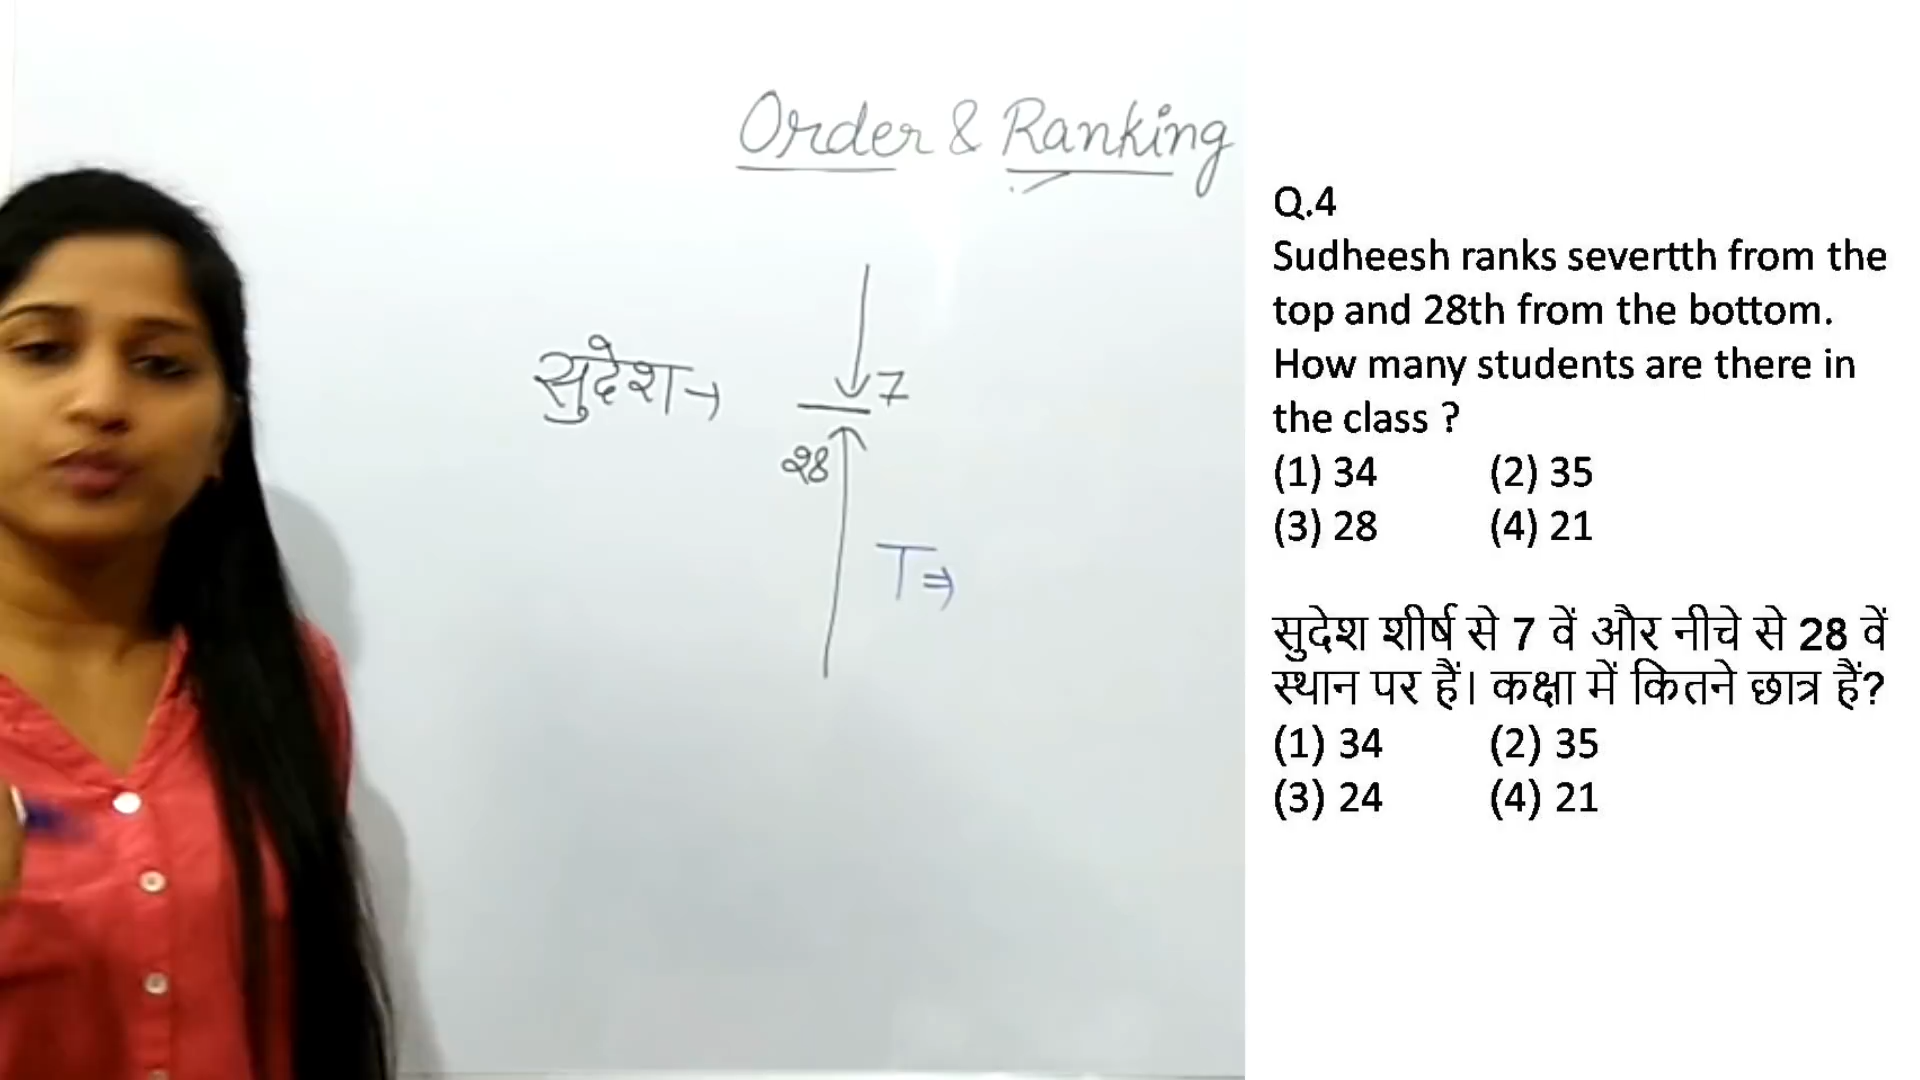 Order & Ranking
सुदेश→
7
28
T⇒
Q.4
Sudheesh ranks severtth from the
top and 28th from the bottom.
How many students are there in
the class ?
(1) 34 (2) 35
(3) 28 (4) 21
सुदेश शीर्ष से 7 वें और नीचे से 28 वें
स्थान पर हैं। कक्षा में कितने छात्र हैं?
(1) 34 (2) 35
(3) 24 (4) 21